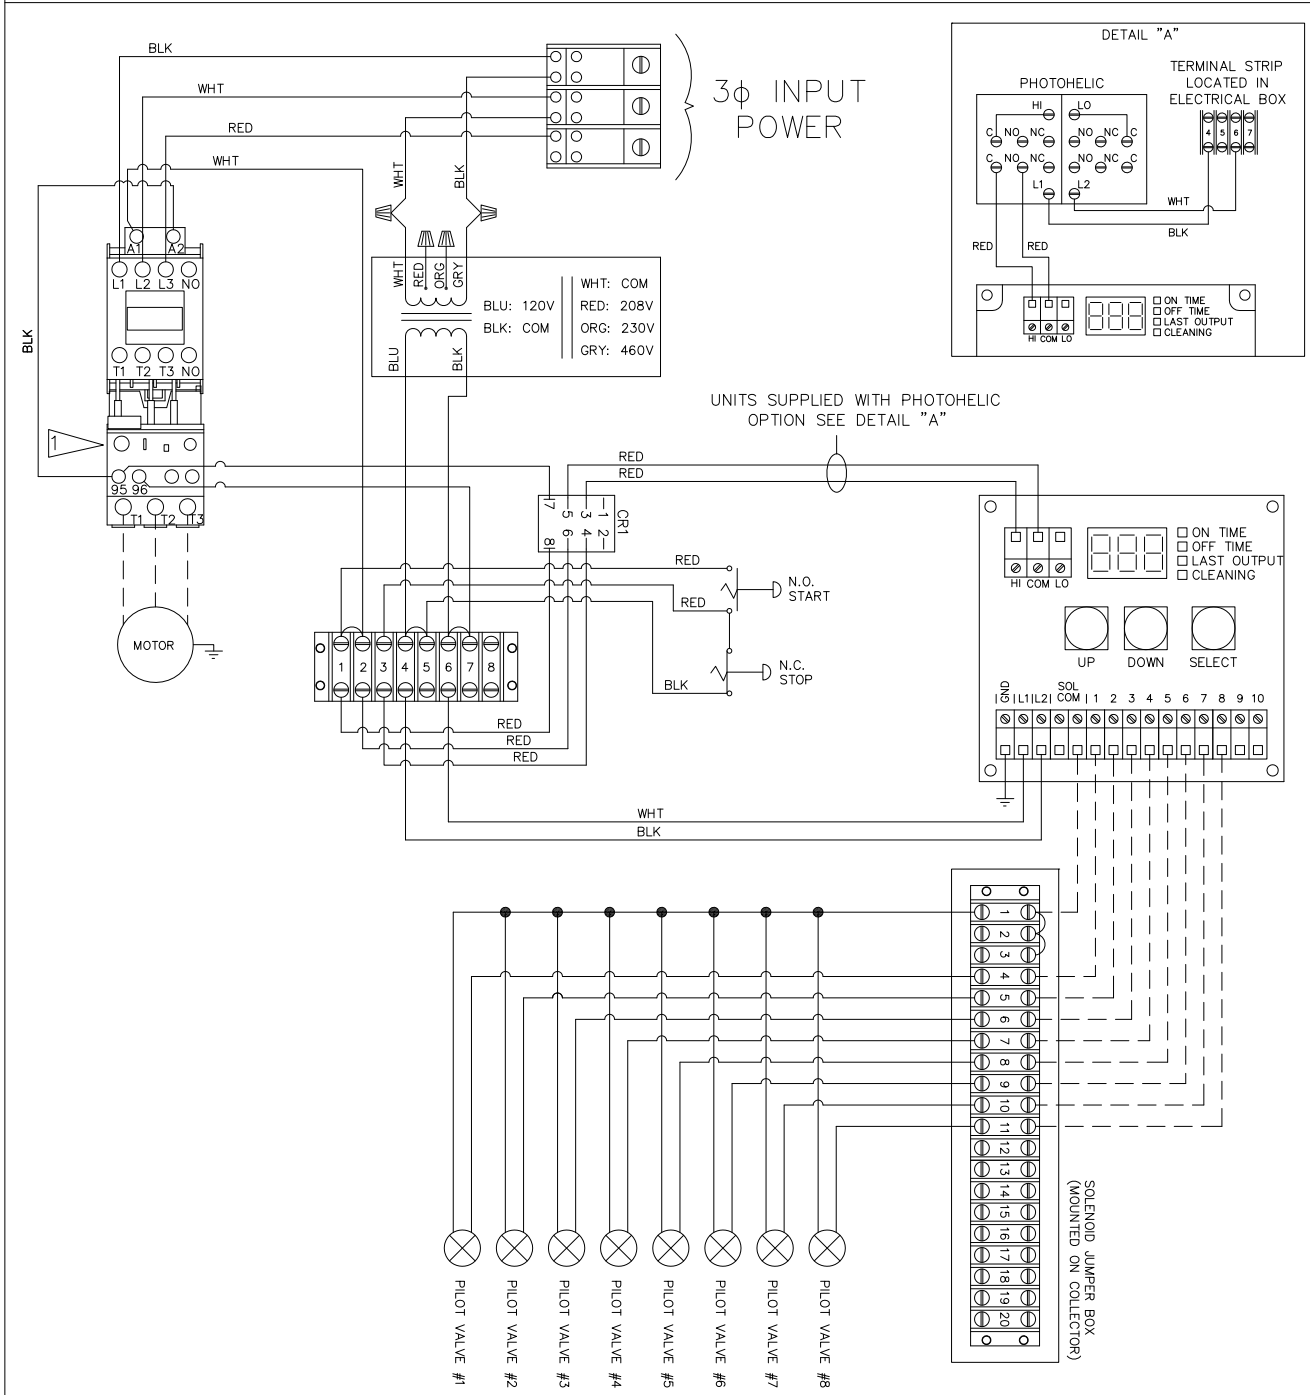 BLK
WHT
RED
WHT
3ϕ INPUT
POWER
WHT
BLK
A1 A2
L1 L2 L3 NO
BLK
T1 T2 T3 NO
1
95 96
T1 T2 T3
MOTOR
WHT
RED
ORG
GRY
BLU: 120V
BLK: COM
WHT: COM
RED: 208V
ORG: 230V
GRY: 460V
BLU
BLK
DETAIL "A"
TERMINAL STRIP
LOCATED IN
ELECTRICAL BOX
PHOTOHELIC
HI
LO
C NO NC NO NC C
C NO NC NO NC C
4 5 6 7
L1 L2
WHT
BLK
RED
RED
ON TIME
OFF TIME
LAST OUTPUT
CLEANING
HI COM LO
UNITS SUPPLIED WITH PHOTOHELIC
OPTION SEE DETAIL "A"
RED
RED
7 5 3 1
8 6 4 2
CR1
RED
N.O.
START
RED
N.C.
STOP
BLK
1 2 3 4 5 6 7 8
RED
RED
RED
WHT
BLK
ON TIME
OFF TIME
LAST OUTPUT
CLEANING
HI COM LO
UP DOWN SELECT
GND L1 L2 SOL COM 1 2 3 4 5 6 7 8 9 10
1
2
3
4
5
6
7
8
9
10
11
12
13
14
15
16
17
18
19
20
SOLENOID JUMPER BOX
(MOUNTED ON COLLECTOR)
PILOT VALVE #1
PILOT VALVE #2
PILOT VALVE #3
PILOT VALVE #4
PILOT VALVE #5
PILOT VALVE #6
PILOT VALVE #7
PILOT VALVE #8